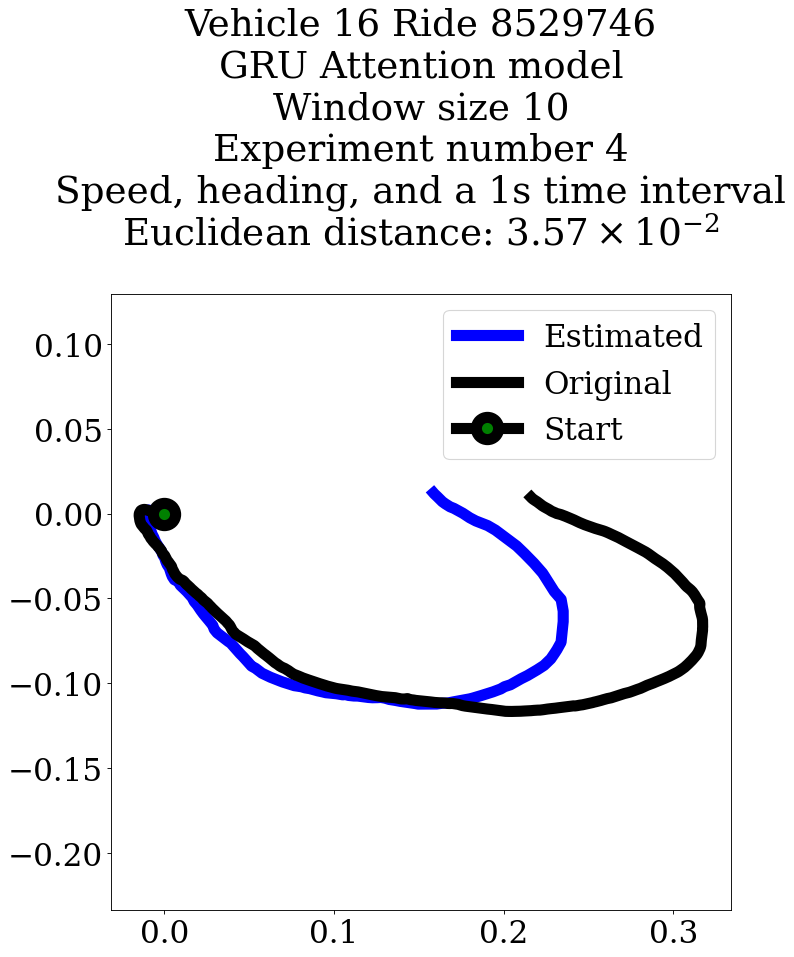 Vehicle 16 Ride 8529746
GRU Attention model
Window size 10
Experiment number 4
Speed, heading, and a 1s time interval
Euclidean distance: 3.57 × 10⁻²
Estimated
Original
Start
0.10
0.05
0.00
−0.05
−0.10
−0.15
−0.20
0.0 0.1 0.2 0.3